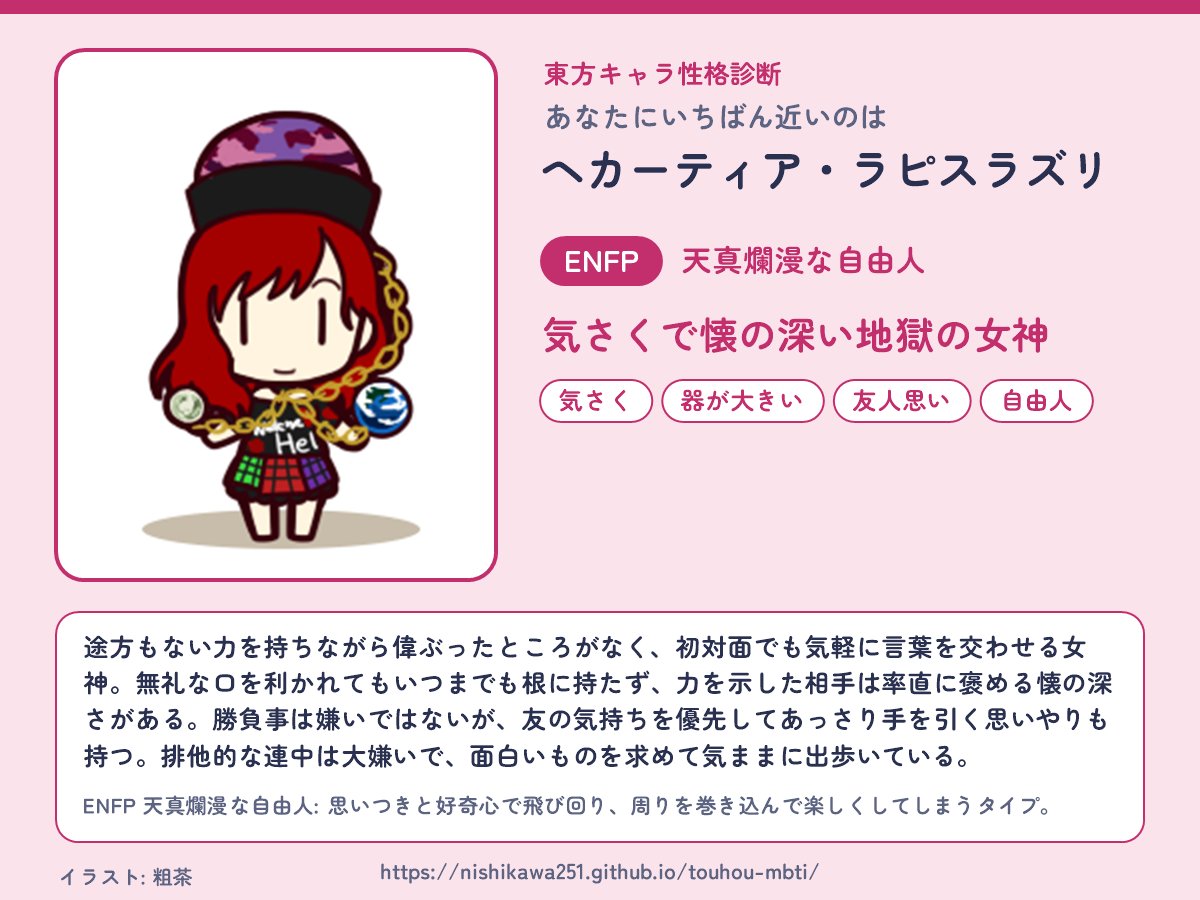 東方キャラ性格診断
あなたにいちばん近いのは
ヘカーティア・ラピスラズリ
ENFP 天真爛漫な自由人
気さくで懐の深い地獄の女神
気さく 器が大きい 友人思い 自由人
Hel
途方もない力を持ちながら偉ぶったところがなく、初対面でも気軽に言葉を交わせる女
神。無礼な口を利かれてもいつまでも根に持たず、力を示した相手は率直に褒める懐の深
さがある。勝負事は嫌いではないが、友の気持ちを優先してあっさり手を引く思いやりも
持つ。排他的な連中は大嫌いで、面白いものを求めて気ままに出歩いている。
ENFP 天真爛漫な自由人: 思いつきと好奇心で飛び回り、周りを巻き込んで楽しくしてしまうタイプ。
イラスト: 粗茶
https://nishikawa251.github.io/touhou-mbti/